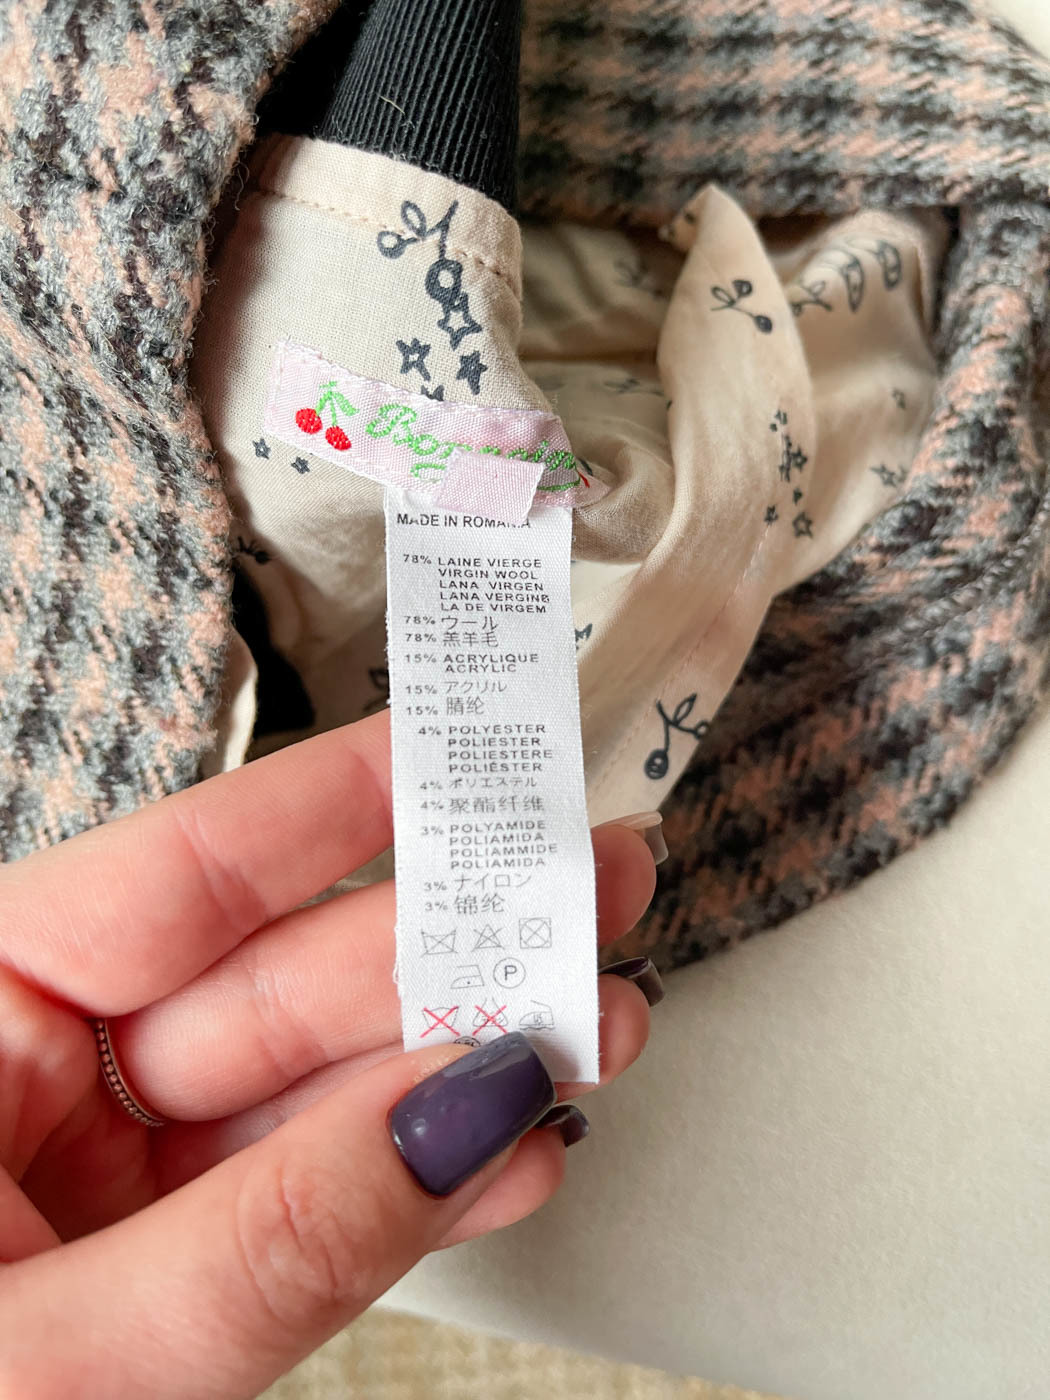 MADE IN ROMANIA
78% LAINE VIERGE
VIRGIN WOOL
LANA VIRGEN
LANA VERGINE
LA DE VIRGEM
78% ウール
78% 羔羊毛
15% ACRYLIQUE
ACRYLIC
15% アクリル
15% 腈纶
4% POLYESTER
POLIESTER
POLIESTERE
POLIÉSTER
4% ポリエステル
4% 聚酯纤维
3% POLYAMIDE
POLIAMIDA
POLIAMMIDE
POLIAMIDA
3% ナイロン
3% 锦纶
P